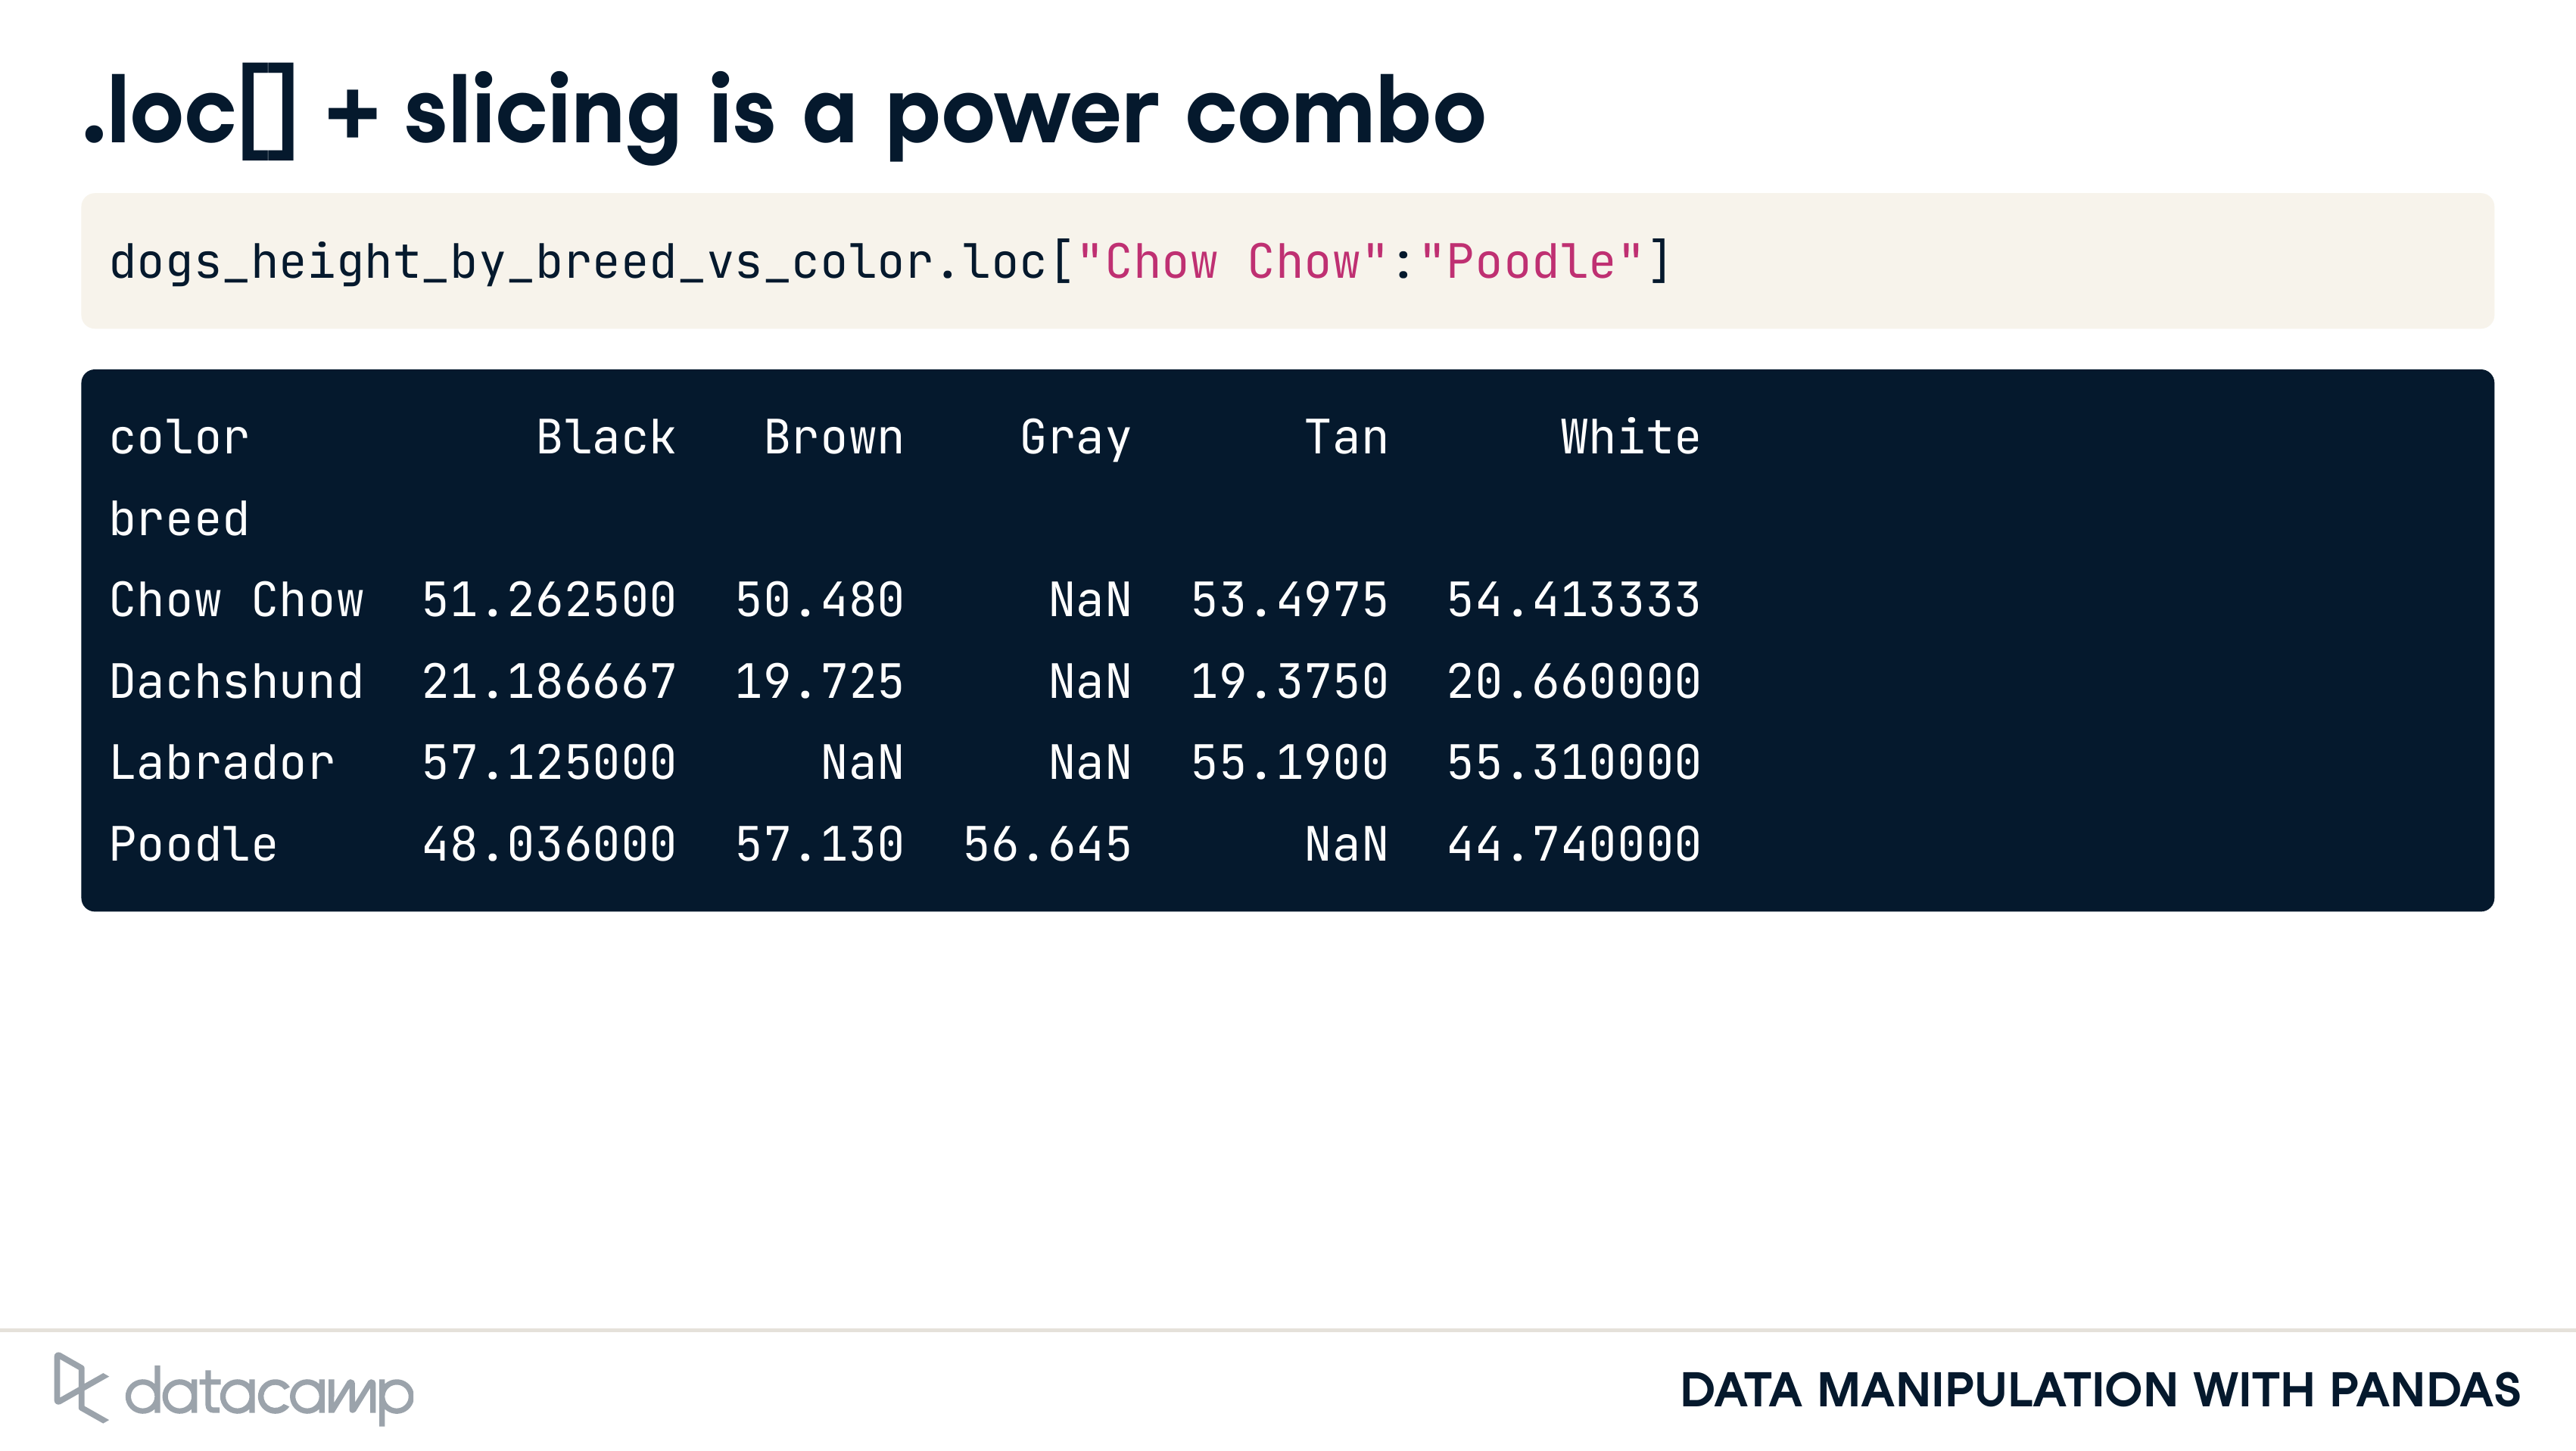 .loc[] + slicing is a power combo
dogs_height_by_breed_vs_color.loc["Chow Chow":"Poodle"]
color          Black   Brown    Gray      Tan      White
breed
Chow Chow  51.262500  50.480     NaN  53.4975  54.413333
Dachshund  21.186667  19.725     NaN  19.3750  20.660000
Labrador   57.125000     NaN     NaN  55.1900  55.310000
Poodle     48.036000  57.130  56.645      NaN  44.740000
datacamp
DATA MANIPULATION WITH PANDAS